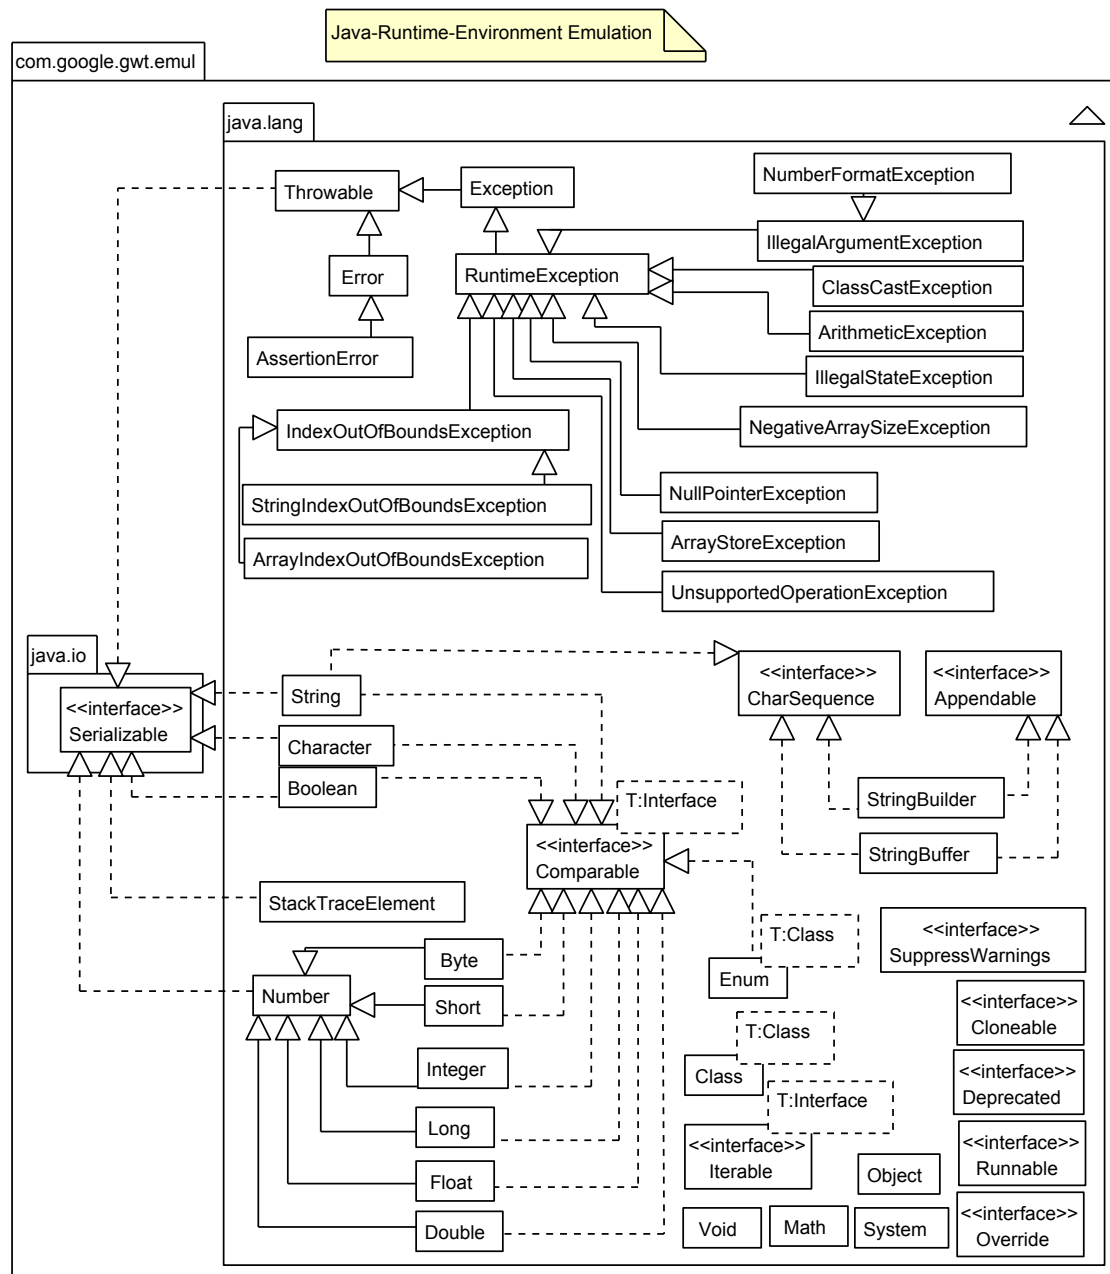 Java-Runtime-Environment Emulation
com.google.gwt.emul
java.lang
Throwable
Exception
NumberFormatException
IllegalArgumentException
Error
RuntimeException
ClassCastException
ArithmeticException
AssertionError
IllegalStateException
IndexOutOfBoundsException
NegativeArraySizeException
StringIndexOutOfBoundsException
NullPointerException
ArrayIndexOutOfBoundsException
ArrayStoreException
UnsupportedOperationException
java.io
<<interface>>
Serializable
String
<<interface>>
CharSequence
<<interface>>
Appendable
Character
Boolean
T:Interface
<<interface>>
Comparable
StringBuilder
StringBuffer
StackTraceElement
T:Class
Enum
<<interface>>
SuppressWarnings
Byte
Number
Short
T:Class
Class
<<interface>>
Cloneable
Integer
T:Interface
<<interface>>
Iterable
<<interface>>
Deprecated
Long
<<interface>>
Runnable
Float
Object
Double
Void
Math
System
<<interface>>
Override